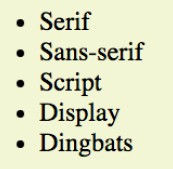 • Serif
• Sans-serif
• Script
• Display
• Dingbats